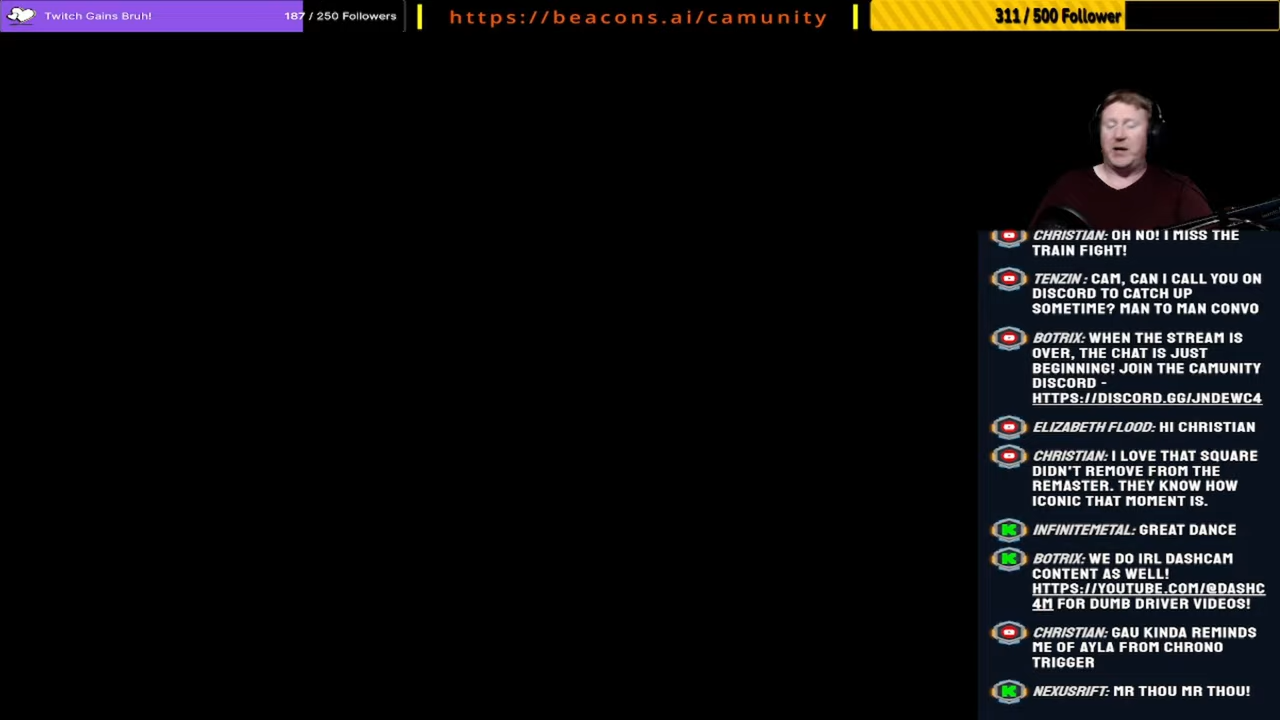 Twitch Gains Bruh!
187 / 250 Followers
https://beacons.ai/camunity
311 / 500 Follower
CHRISTIAN: OH NO! I MISS THE
TRAIN FIGHT!
TENZIN : CAM, CAN I CALL YOU ON
DISCORD TO CATCH UP
SOMETIME? MAN TO MAN CONVO
BOTRIX: WHEN THE STREAM IS
OVER, THE CHAT IS JUST
BEGINNING! JOIN THE CAMUNITY
DISCORD -
HTTPS://DISCORD.GG/JNDEWC4
ELIZABETH FLOOD: HI CHRISTIAN
CHRISTIAN: I LOVE THAT SQUARE
DIDN'T REMOVE FROM THE
REMASTER. THEY KNOW HOW
ICONIC THAT MOMENT IS.
INFINITEMETAL: GREAT DANCE
BOTRIX: WE DO IRL DASHCAM
CONTENT AS WELL!
HTTPS://YOUTUBE.COM/@DASHC
4M FOR DUMB DRIVER VIDEOS!
CHRISTIAN: GAU KINDA REMINDS
ME OF AYLA FROM CHRONO
TRIGGER
NEXUSRIFT: MR THOU MR THOU!